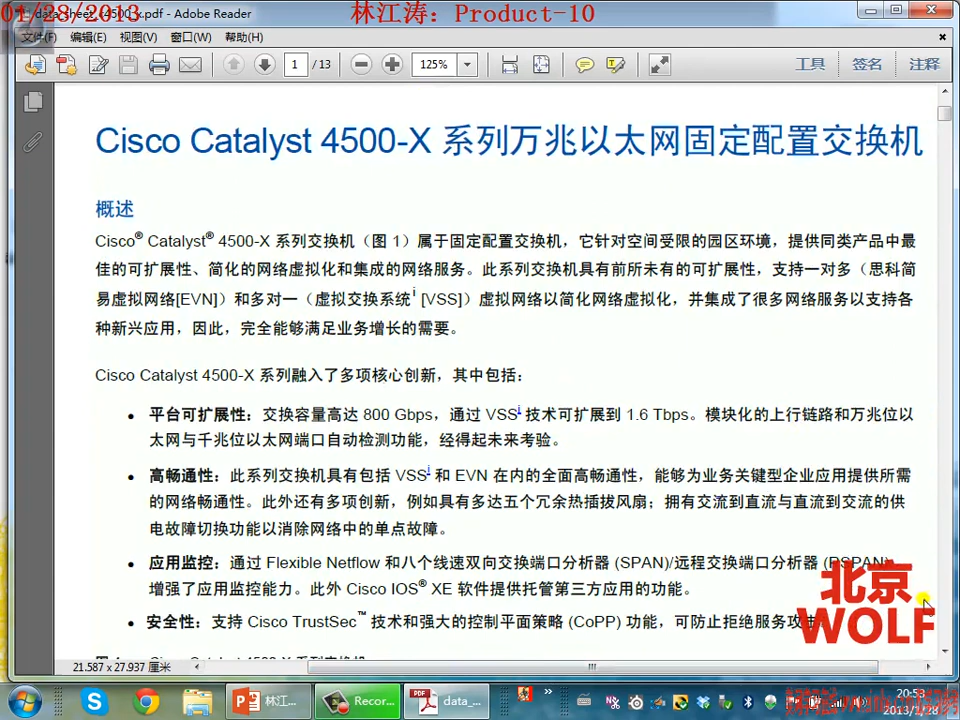 01/28/2013
林江涛：Product-10
.pdf - Adobe Reader
文件(F) 编辑(E) 视图(V) 窗口(W) 帮助(H)
1 / 13 125% 工具 签名 注释
Cisco Catalyst 4500-X 系列万兆以太网固定配置交换机
概述
Cisco® Catalyst® 4500-X 系列交换机（图 1）属于固定配置交换机，它针对空间受限的园区环境，提供同类产品中最
佳的可扩展性、简化的网络虚拟化和集成的网络服务。此系列交换机具有前所未有的可扩展性，支持一对多（思科简
易虚拟网络[EVN]）和多对一（虚拟交换系统i [VSS]）虚拟网络以简化网络虚拟化，并集成了很多网络服务以支持各
种新兴应用，因此，完全能够满足业务增长的需要。
Cisco Catalyst 4500-X 系列融入了多项核心创新，其中包括：
• 平台可扩展性：交换容量高达 800 Gbps，通过 VSSi 技术可扩展到 1.6 Tbps。模块化的上行链路和万兆位以
太网与千兆位以太网端口自动检测功能，经得起未来考验。
• 高畅通性：此系列交换机具有包括 VSSi 和 EVN 在内的全面高畅通性，能够为业务关键型企业应用提供所需
的网络畅通性。此外还有多项创新，例如具有多达五个冗余热插拔风扇；拥有交流到直流与直流到交流的供
电故障切换功能以消除网络中的单点故障。
• 应用监控：通过 Flexible Netflow 和八个线速双向交换端口分析器 (SPAN)/远程交换端口分析器 (RSPAN)
增强了应用监控能力。此外 Cisco IOS® XE 软件提供托管第三方应用的功能。
• 安全性：支持 Cisco TrustSec™ 技术和强大的控制平面策略 (CoPP) 功能，可防止拒绝服务攻击。
北京
WOLF
21.587 x 27.937 厘米
林江... Recor... data_... 20:53
2013/1/28